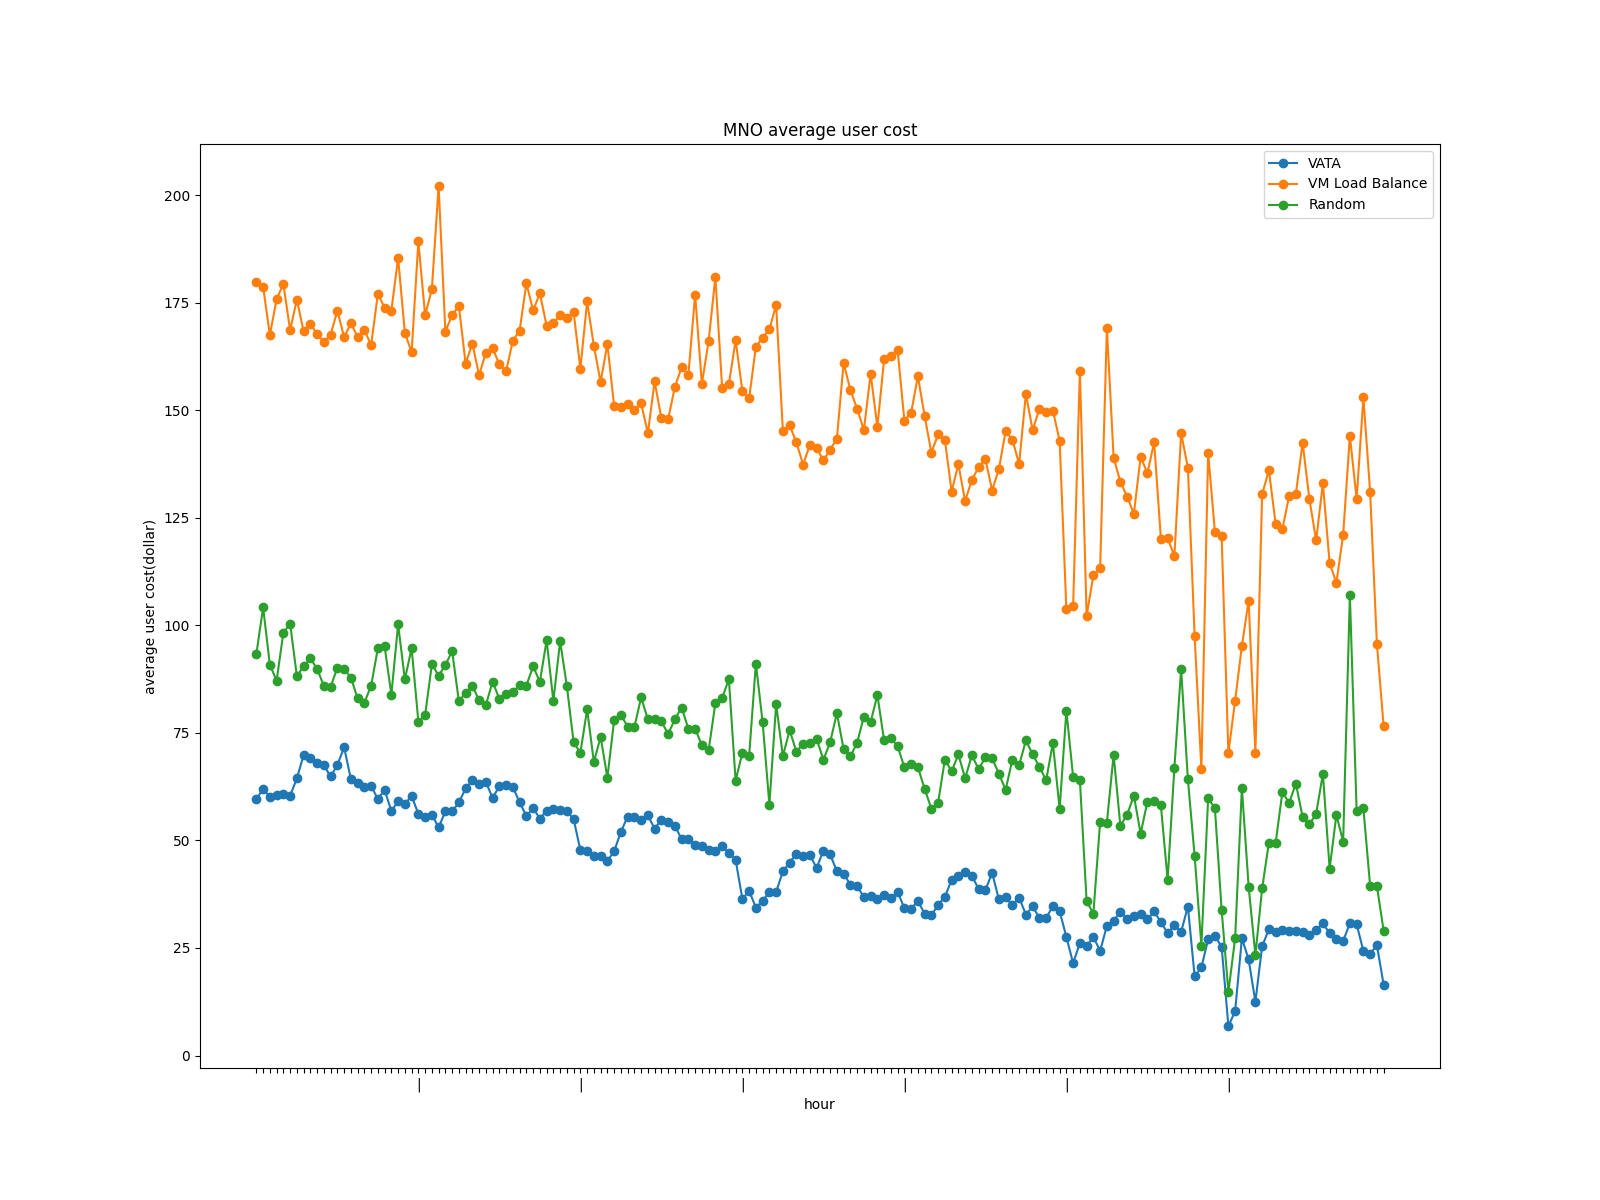 MNO average user cost
VATA
VM Load Balance
Random
200
175
150
125
100
75
50
25
0
average user cost(dollar)
| | | | | |
hour